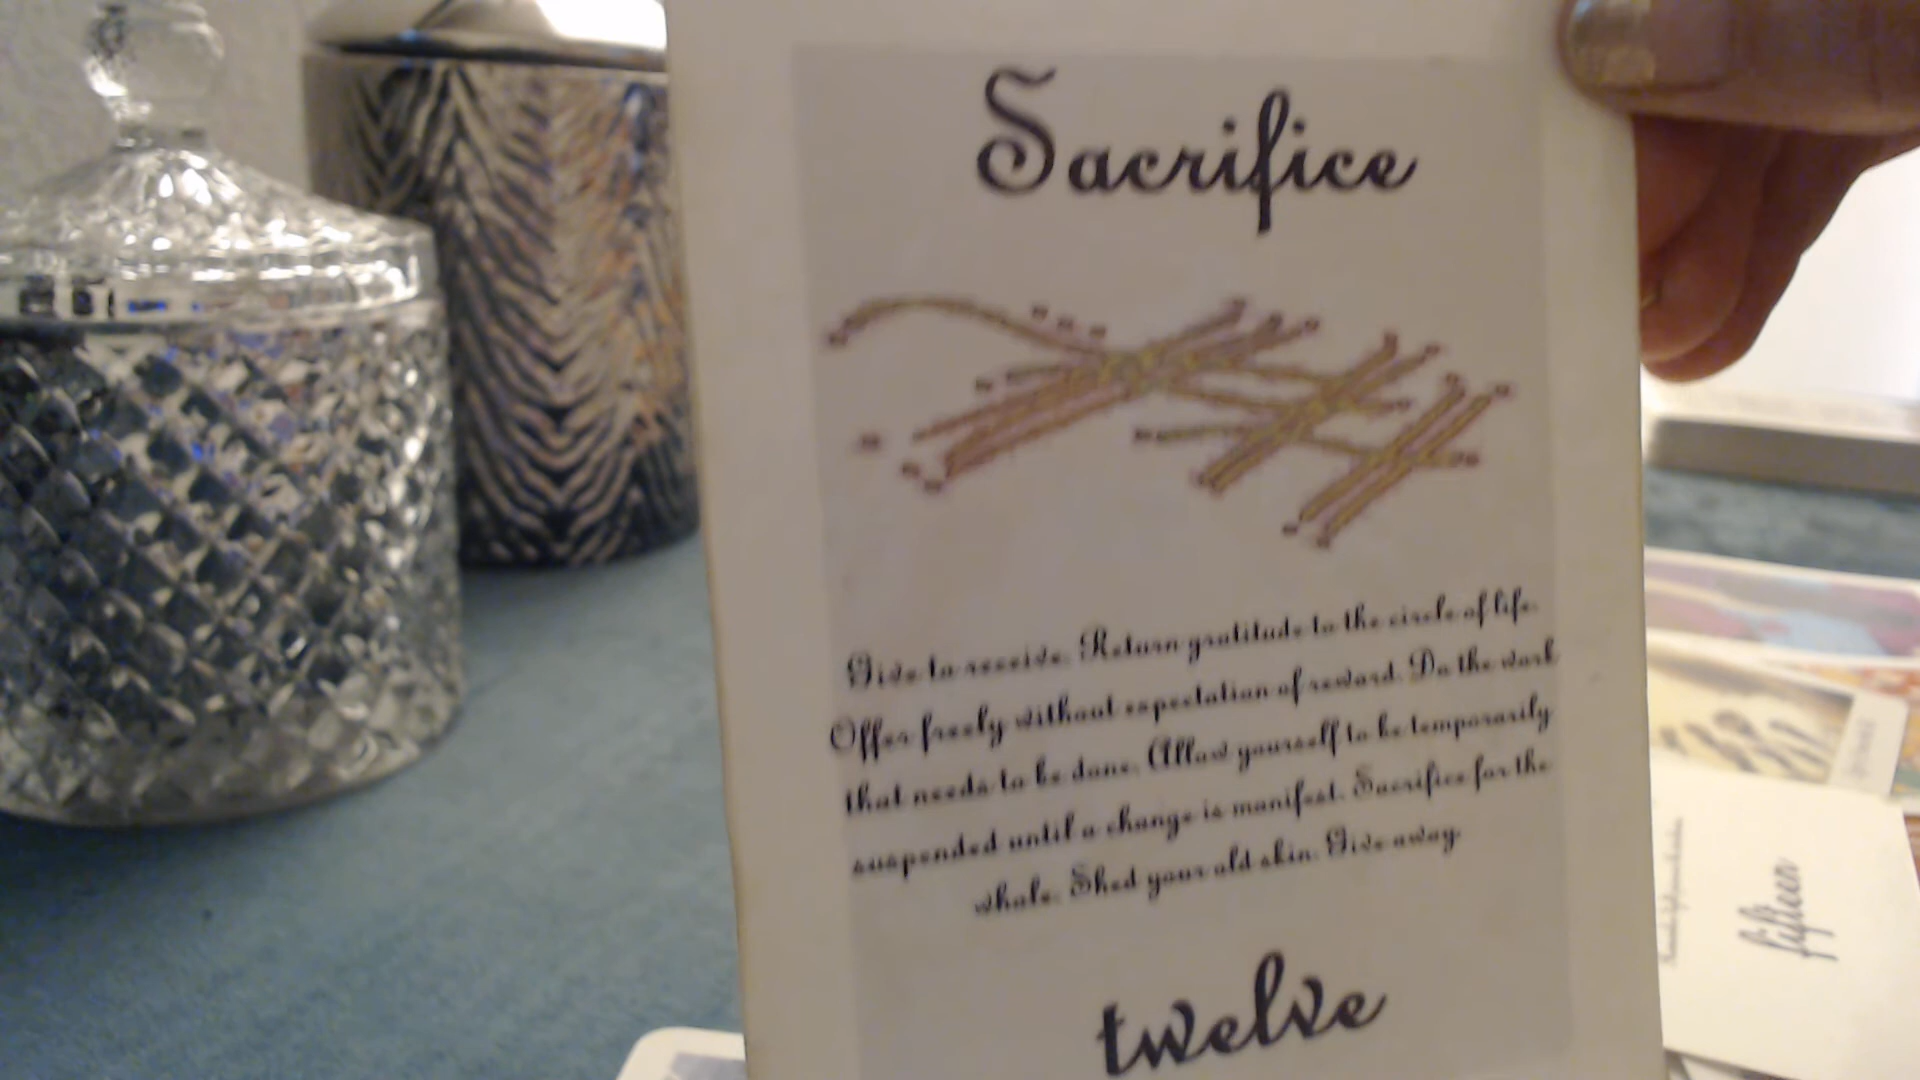 Sacrifice
Give to receive. Return gratitude to the circle of life.
Offer freely without expectation of reward. Do the work
that needs to be done. Allow yourself to be temporarily
suspended until a change is manifest. Sacrifice for the
whole. Shed your old skin. Give away
twelve
fifteen